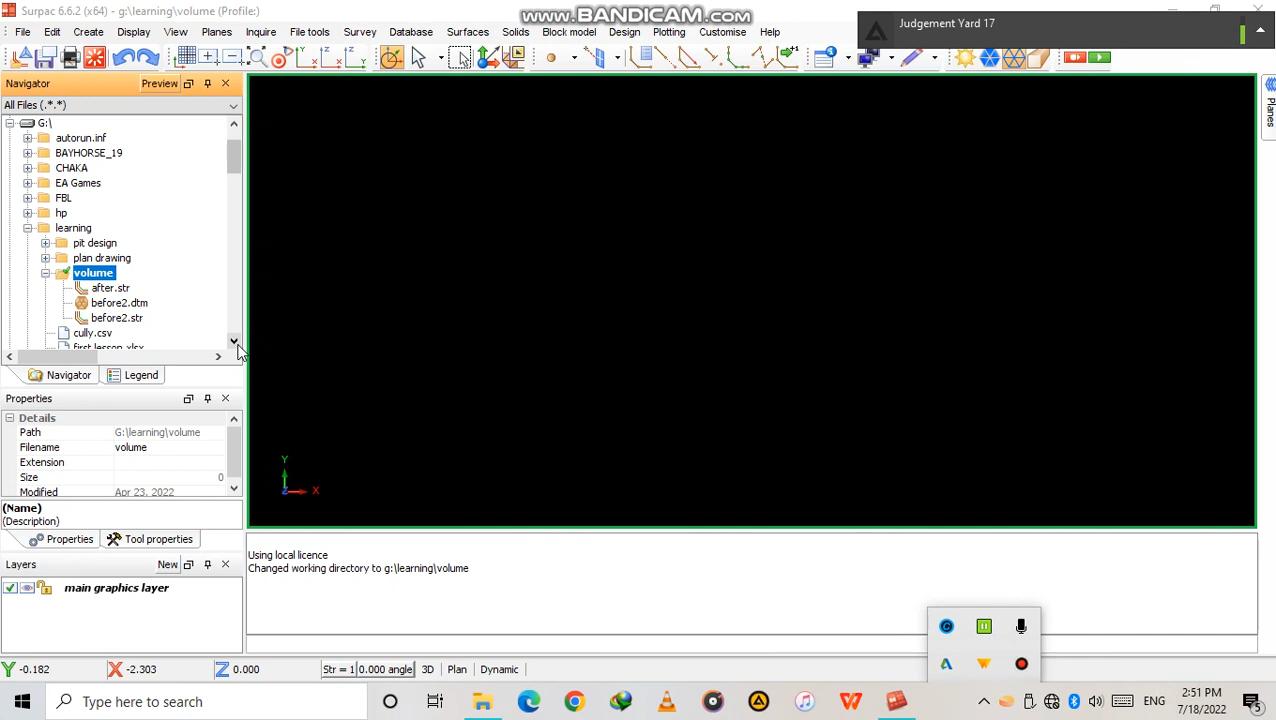 Surpac 6.6.2 (x64) - g:\learning\volume (Profile:)
www.BANDICAM.com
Judgement Yard 17
File Edit Create Display View Planes Inquire File tools Survey Database Surfaces Solids Block model Design Plotting Customise Help
Navigator Preview
All Files (.*.*)
G:\
autorun.inf
BAYHORSE_19
CHAKA
EA Games
FBL
hp
learning
pit design
plan drawing
volume
after.str
before2.dtm
before2.str
cully.csv
first lesson.xlsx
Navigator Legend
Planes
Properties
Details
Path G:\learning\volume
Filename volume
Extension
Size 0
Modified Apr 23, 2022
(Name)
(Description)
Properties Tool properties
Layers New
main graphics layer
Y
Z X
Using local licence
Changed working directory to g:\learning\volume
Y -0.182 X -2.303 Z 0.000 Str = 1 0.000 angle 3D Plan Dynamic
Type here to search
ENG
2:51 PM
7/18/2022
5